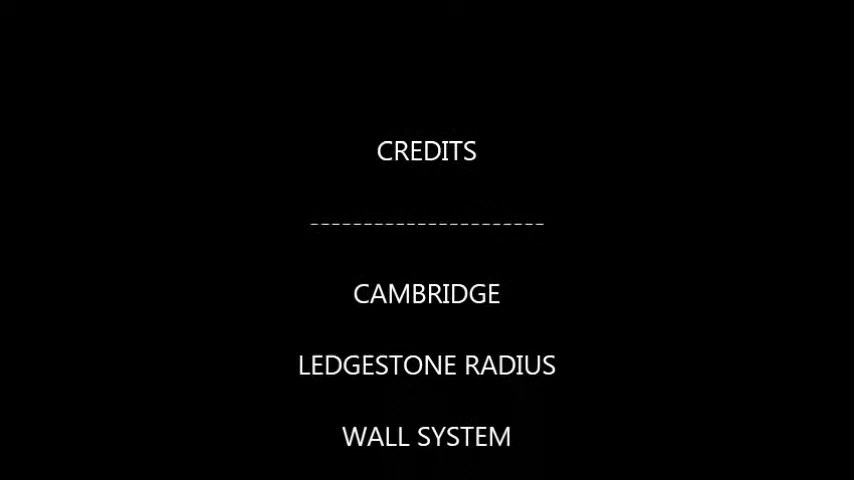 CREDITS
----------------------
CAMBRIDGE
LEDGESTONE RADIUS
WALL SYSTEM